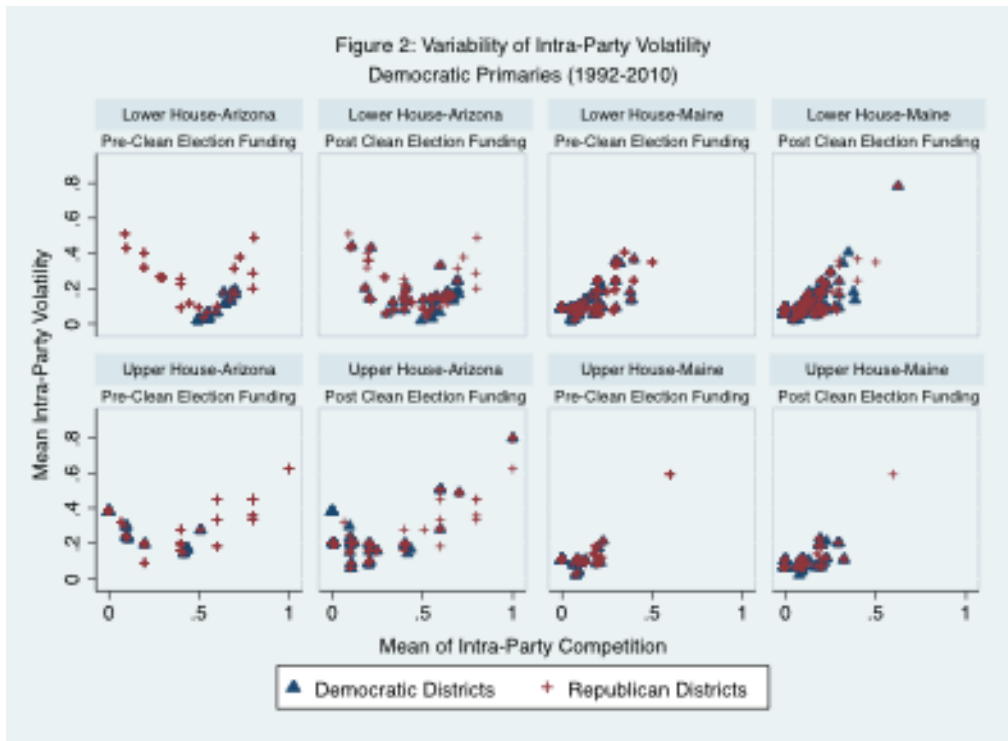 Figure 2: Variability of Intra-Party Volatility
Democratic Primaries (1992-2010)
Lower House-Arizona
Pre-Clean Election Funding
Lower House-Arizona
Post Clean Election Funding
Lower House-Maine
Pre-Clean Election Funding
Lower House-Maine
Post Clean Election Funding
.8
.6
.4
.2
0
Mean Intra-Party Volatility
Upper House-Arizona
Pre-Clean Election Funding
Upper House-Arizona
Post Clean Election Funding
Upper House-Maine
Pre-Clean Election Funding
Upper House-Maine
Post Clean Election Funding
.8
.6
.4
.2
0
0 .5 1
0 .5 1
0 .5 1
0 .5 1
Mean of Intra-Party Competition
Democratic Districts
Republican Districts